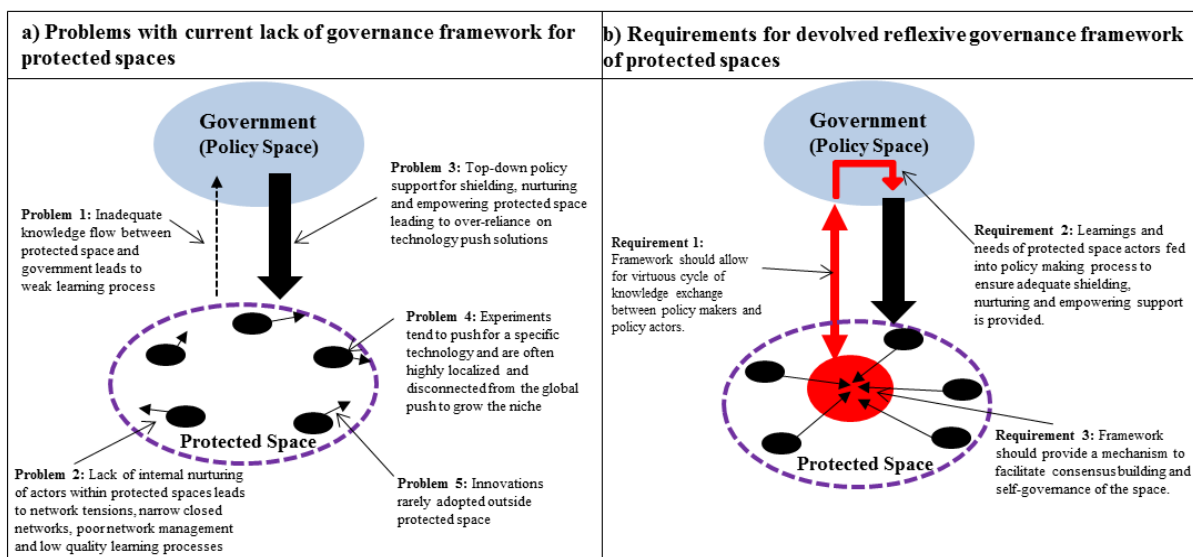 a) Problems with current lack of governance framework for
protected spaces
Government
(Policy Space)
Problem 3: Top-down policy
support for shielding, nurturing
and empowering protected space
leading to over-reliance on
technology push solutions
Problem 1: Inadequate
knowledge flow between
protected space and
government leads to
weak learning process
Problem 4: Experiments
tend to push for a specific
technology and are often
highly localized and
disconnected from the global
push to grow the niche
Protected Space
Problem 2: Lack of internal nurturing
of actors within protected spaces leads
to network tensions, narrow closed
networks, poor network management
and low quality learning processes
Problem 5: Innovations
rarely adopted outside
protected space
b) Requirements for devolved reflexive governance framework
of protected spaces
Government
(Policy Space)
Requirement 1:
Framework should allow
for virtuous cycle of
knowledge exchange
between policy makers and
policy actors.
Requirement 2: Learnings and
needs of protected space actors fed
into policy making process to
ensure adequate shielding,
nurturing and empowering support
is provided.
Protected Space
Requirement 3: Framework
should provide a mechanism to
facilitate consensus building and
self-governance of the space.